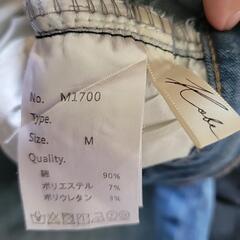 No. M1700
Type.
Size. M
Quality.
綿 90%
ポリエステル 7%
ポリウレタン 3%